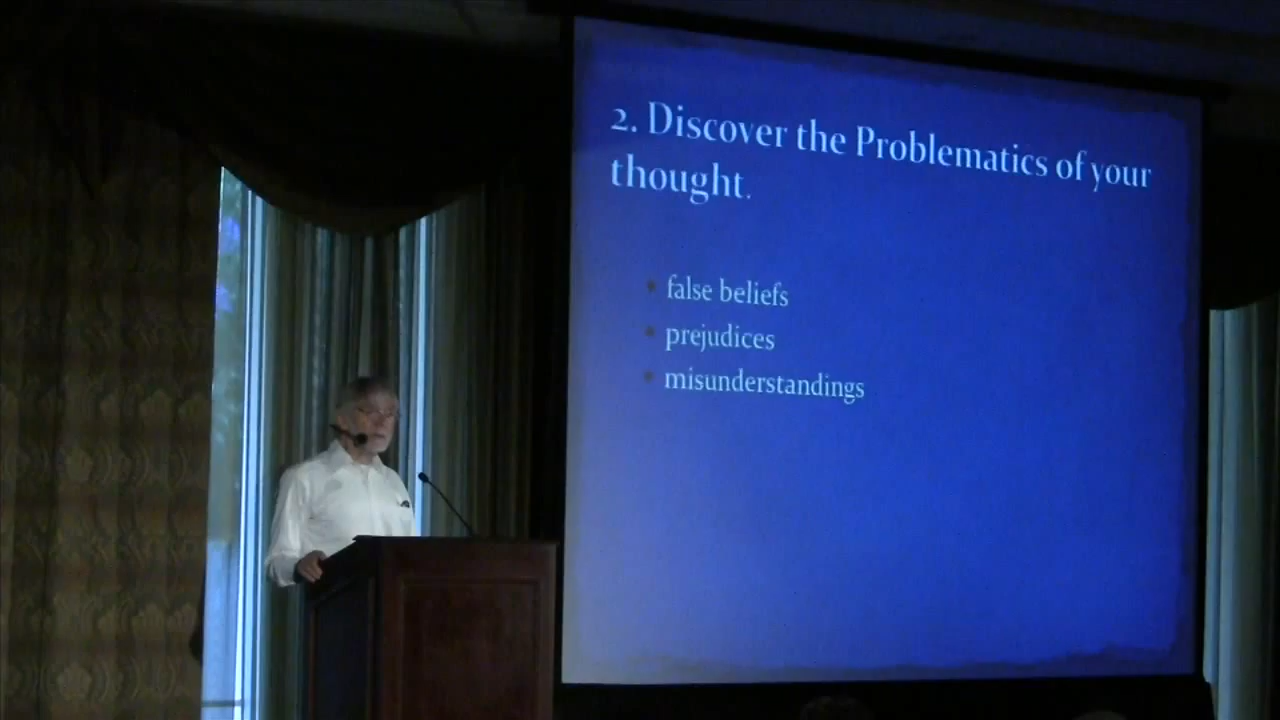 2. Discover the Problematics of your
thought.
• false beliefs
• prejudices
• misunderstandings